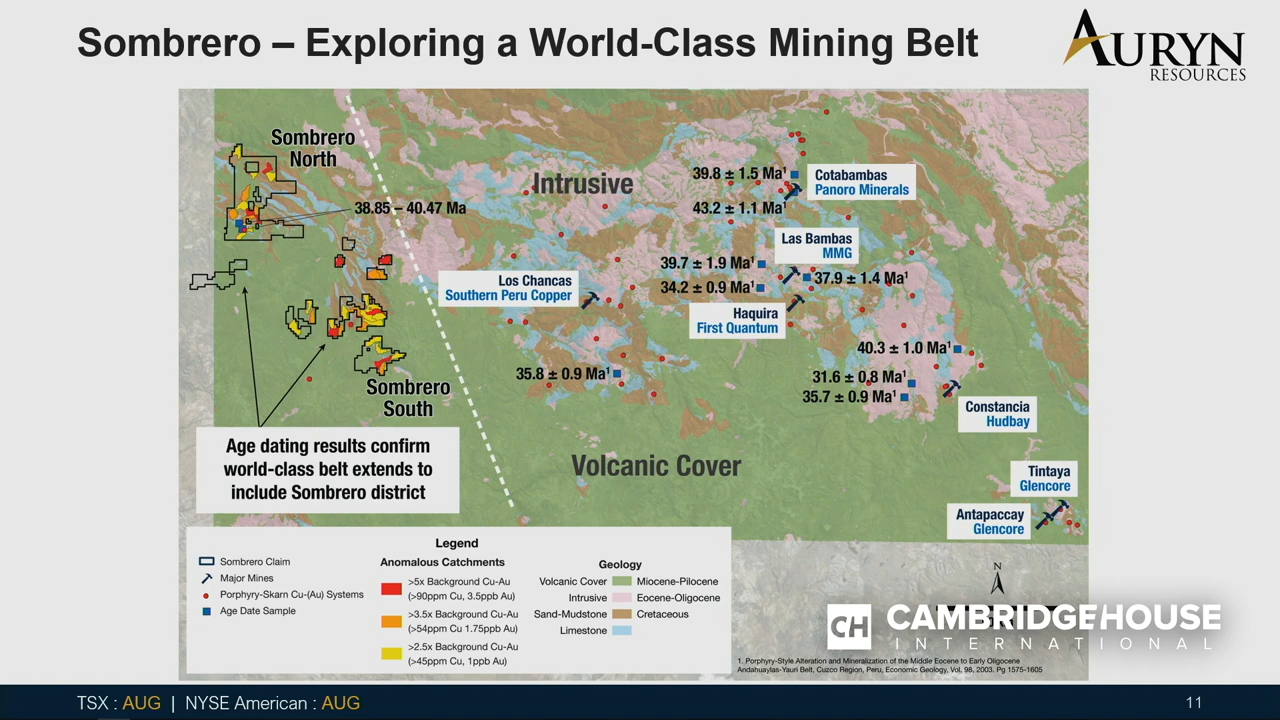 Sombrero – Exploring a World-Class Mining Belt
AURYN
RESOURCES
Sombrero
North
38.85 – 40.47 Ma
Intrusive
39.8 ± 1.5 Ma¹
43.2 ± 1.1 Ma¹
Cotabambas
Panoro Minerals
Las Bambas
MMG
39.7 ± 1.9 Ma¹
34.2 ± 0.9 Ma¹
37.9 ± 1.4 Ma¹
Los Chancas
Southern Peru Copper
Haquira
First Quantum
35.8 ± 0.9 Ma¹
40.3 ± 1.0 Ma¹
31.6 ± 0.8 Ma¹
35.7 ± 0.9 Ma¹
Constancia
Hudbay
Sombrero
South
Age dating results confirm
world-class belt extends to
include Sombrero district
Volcanic Cover
Tintaya
Glencore
Antapaccay
Glencore
Legend
Sombrero Claim
Major Mines
Porphyry-Skarn Cu-(Au) Systems
Age Date Sample
Anomalous Catchments
>5x Background Cu-Au
(>90ppm Cu, 3.5ppb Au)
>3.5x Background Cu-Au
(>54ppm Cu 1.75ppb Au)
>2.5x Background Cu-Au
(>45ppm Cu, 1ppb Au)
Geology
Volcanic Cover Miocene-Pilocene
Intrusive Eocene-Oligocene
Sand-Mudstone Cretaceous
Limestone
N
CH
CAMBRIDGEHOUSE
INTERNATIONAL
1. Porphyry-Style Alteration and Mineralization of the Middle Eocene to Early Oligocene
Andahuaylas-Yauri Belt, Cuzco Region, Peru, Economic Geology, Vol. 98, 2003. Pg 1575-1605
TSX : AUG | NYSE American : AUG
11